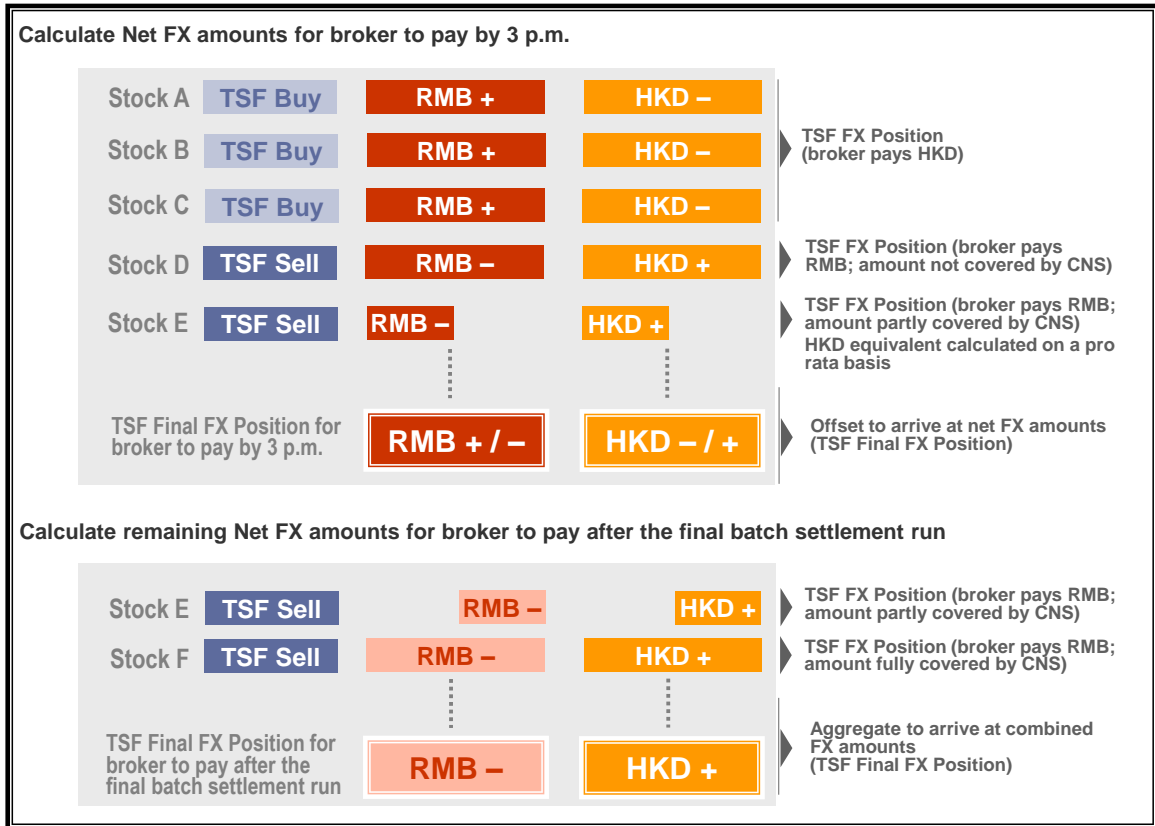 Calculate Net FX amounts for broker to pay by 3 p.m.
Stock A TSF Buy RMB + HKD –
Stock B TSF Buy RMB + HKD –
TSF FX Position
(broker pays HKD)
Stock C TSF Buy RMB + HKD –
Stock D TSF Sell RMB – HKD +
TSF FX Position (broker pays
RMB; amount not covered by CNS)
Stock E TSF Sell RMB – HKD +
TSF FX Position (broker pays RMB;
amount partly covered by CNS)
HKD equivalent calculated on a pro
rata basis
TSF Final FX Position for
broker to pay by 3 p.m.
RMB + / – HKD – / +
Offset to arrive at net FX amounts
(TSF Final FX Position)
Calculate remaining Net FX amounts for broker to pay after the final batch settlement run
Stock E TSF Sell RMB – HKD +
TSF FX Position (broker pays RMB;
amount partly covered by CNS)
Stock F TSF Sell RMB – HKD +
TSF FX Position (broker pays RMB;
amount fully covered by CNS)
TSF Final FX Position for
broker to pay after the
final batch settlement run
RMB – HKD +
Aggregate to arrive at combined
FX amounts
(TSF Final FX Position)